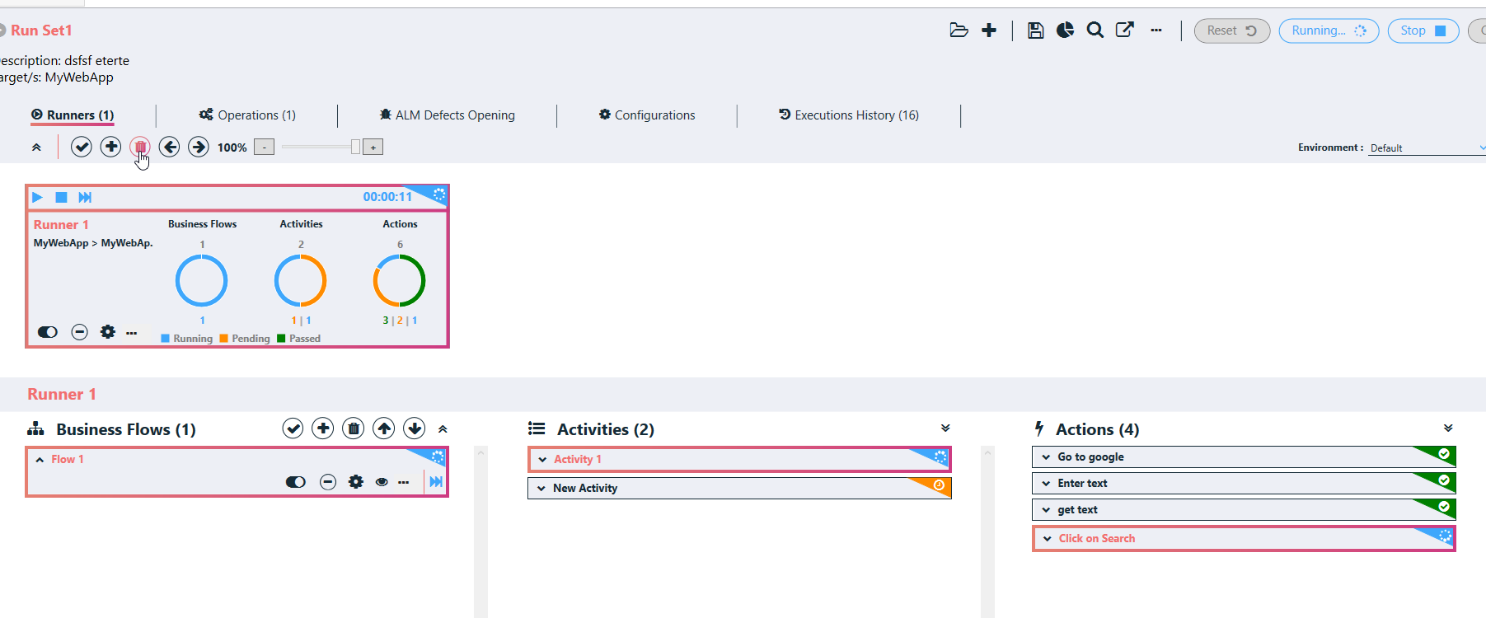 Run Set1
Reset
Running...
Stop
escription: dsfsf eterte
arget/s: MyWebApp
Runners (1)
Operations (1)
ALM Defects Opening
Configurations
Executions History (16)
100%
-
+
Environment : Default
00:00:11
Runner 1
MyWebApp > MyWebAp.
Business Flows
1
1
Activities
2
1 | 1
Actions
6
3 | 2 | 1
Running Pending Passed
Runner 1
Business Flows (1)
Flow 1
Activities (2)
Activity 1
New Activity
Actions (4)
Go to google
Enter text
get text
Click on Search